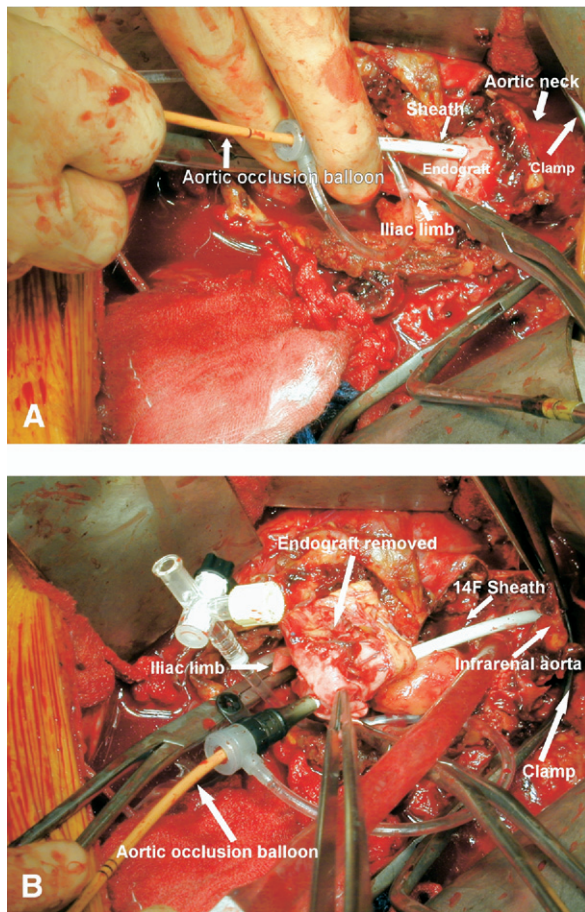 Aortic neck
Sheath
Endograft
Clamp
Aortic occlusion balloon
Iliac limb
A
Endograft removed
14F Sheath
Iliac limb
Infrarenal aorta
Clamp
Aortic occlusion balloon
B